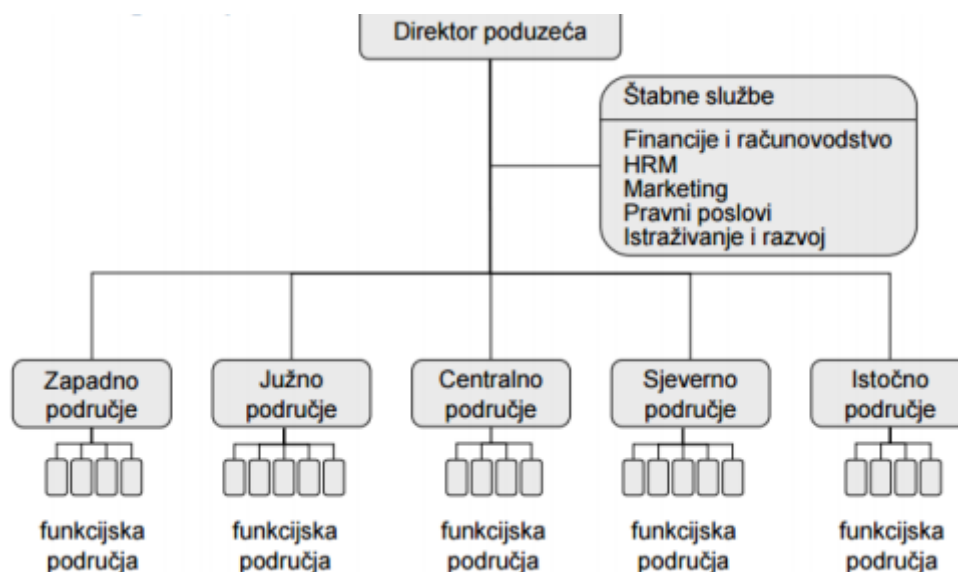 Direktor poduzeća
Štabne službe
Financije i računovodstvo
HRM
Marketing
Pravni poslovi
Istraživanje i razvoj
Zapadno
područje
Južno
područje
Centralno
područje
Sjeverno
područje
Istočno
područje
funkcijska
područja
funkcijska
područja
funkcijska
područja
funkcijska
područja
funkcijska
područja